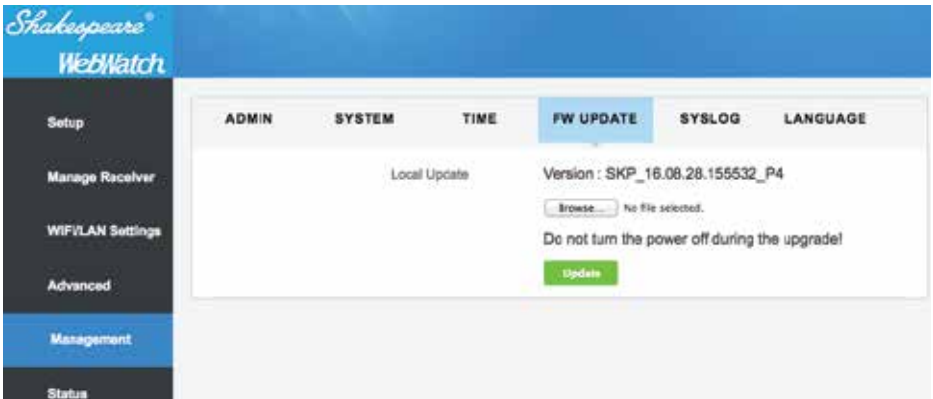 Shakespeare®
WebWatch
Setup
Manage Receiver
WIFI/LAN Settings
Advanced
Management
Status
ADMIN SYSTEM TIME FW UPDATE SYSLOG LANGUAGE
Local Update Version : SKP_16.08.28.155532_P4
Browse... No file selected.
Do not turn the power off during the upgrade!
Update